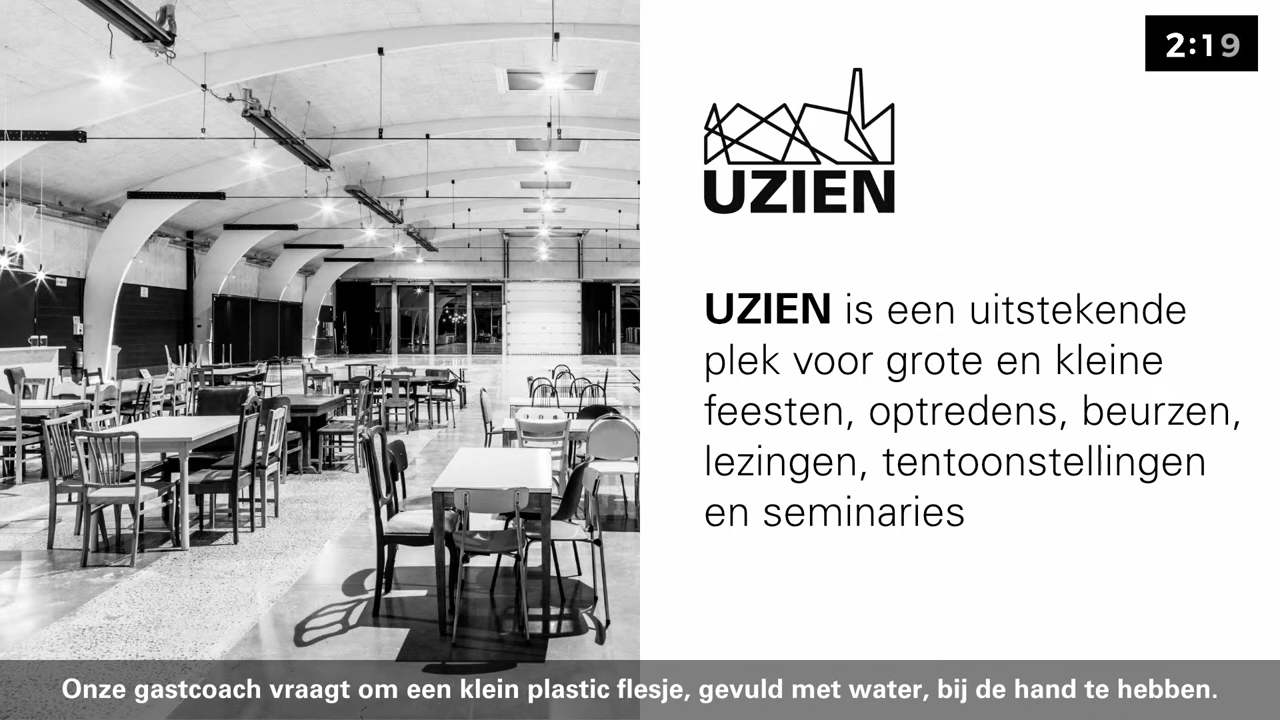 2:19
UZIEN
UZIEN is een uitstekende
plek voor grote en kleine
feesten, optredens, beurzen,
lezingen, tentoonstellingen
en seminaries
Onze gastcoach vraagt om een klein plastic flesje, gevuld met water, bij de hand te hebben.